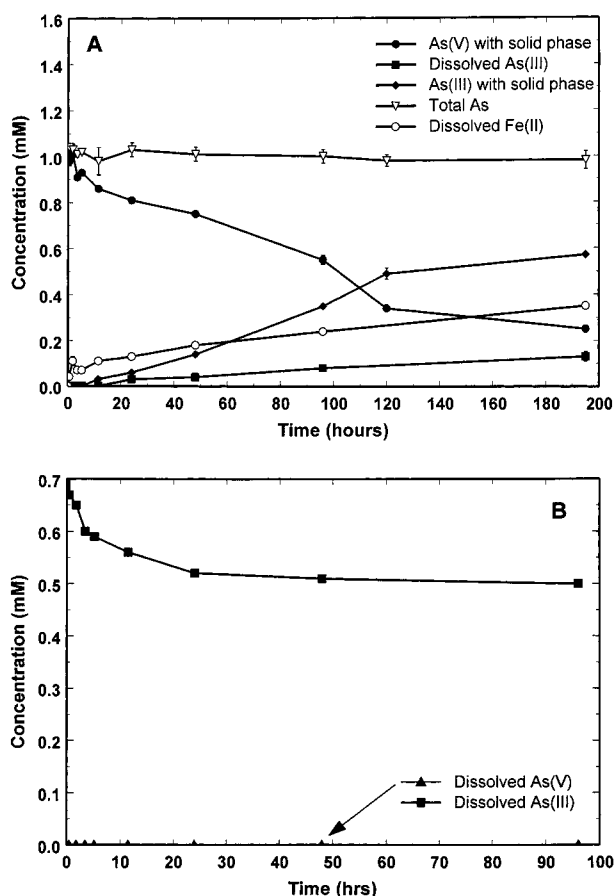 A
As(V) with solid phase
Dissolved As(III)
As(III) with solid phase
Total As
Dissolved Fe(II)
Concentration (mM)
1.6
1.4
1.2
1.0
0.8
0.6
0.4
0.2
0.0
0 20 40 60 80 100 120 140 160 180 200
Time (hours)
B
Concentration (mM)
0.7
0.6
0.5
0.4
0.3
0.2
0.1
0.0
Dissolved As(V)
Dissolved As(III)
0 10 20 30 40 50 60 70 80 90 100
Time (hrs)